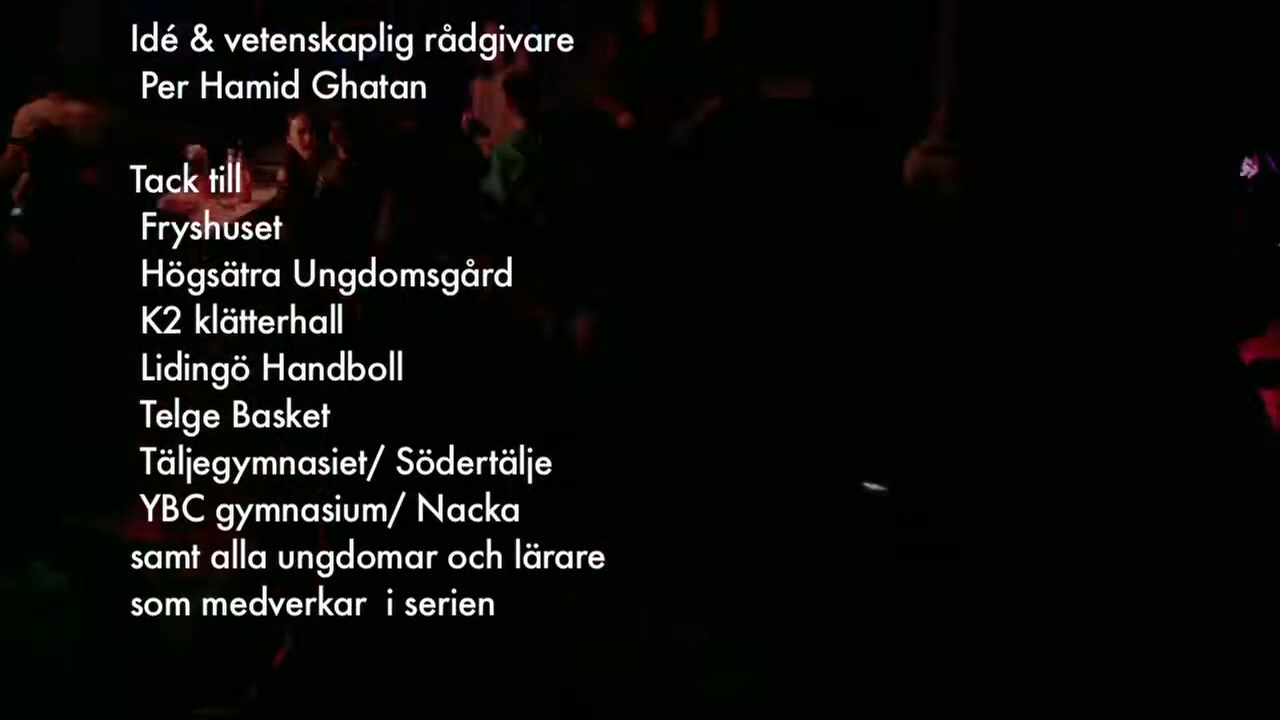 Idé & vetenskaplig rådgivare
Per Hamid Ghatan
Tack till
Fryshuset
Högsätra Ungdomsgård
K2 klätterhall
Lidingö Handboll
Telge Basket
Täljegymnasiet/ Södertälje
YBC gymnasium/ Nacka
samt alla ungdomar och lärare
som medverkar  i serien